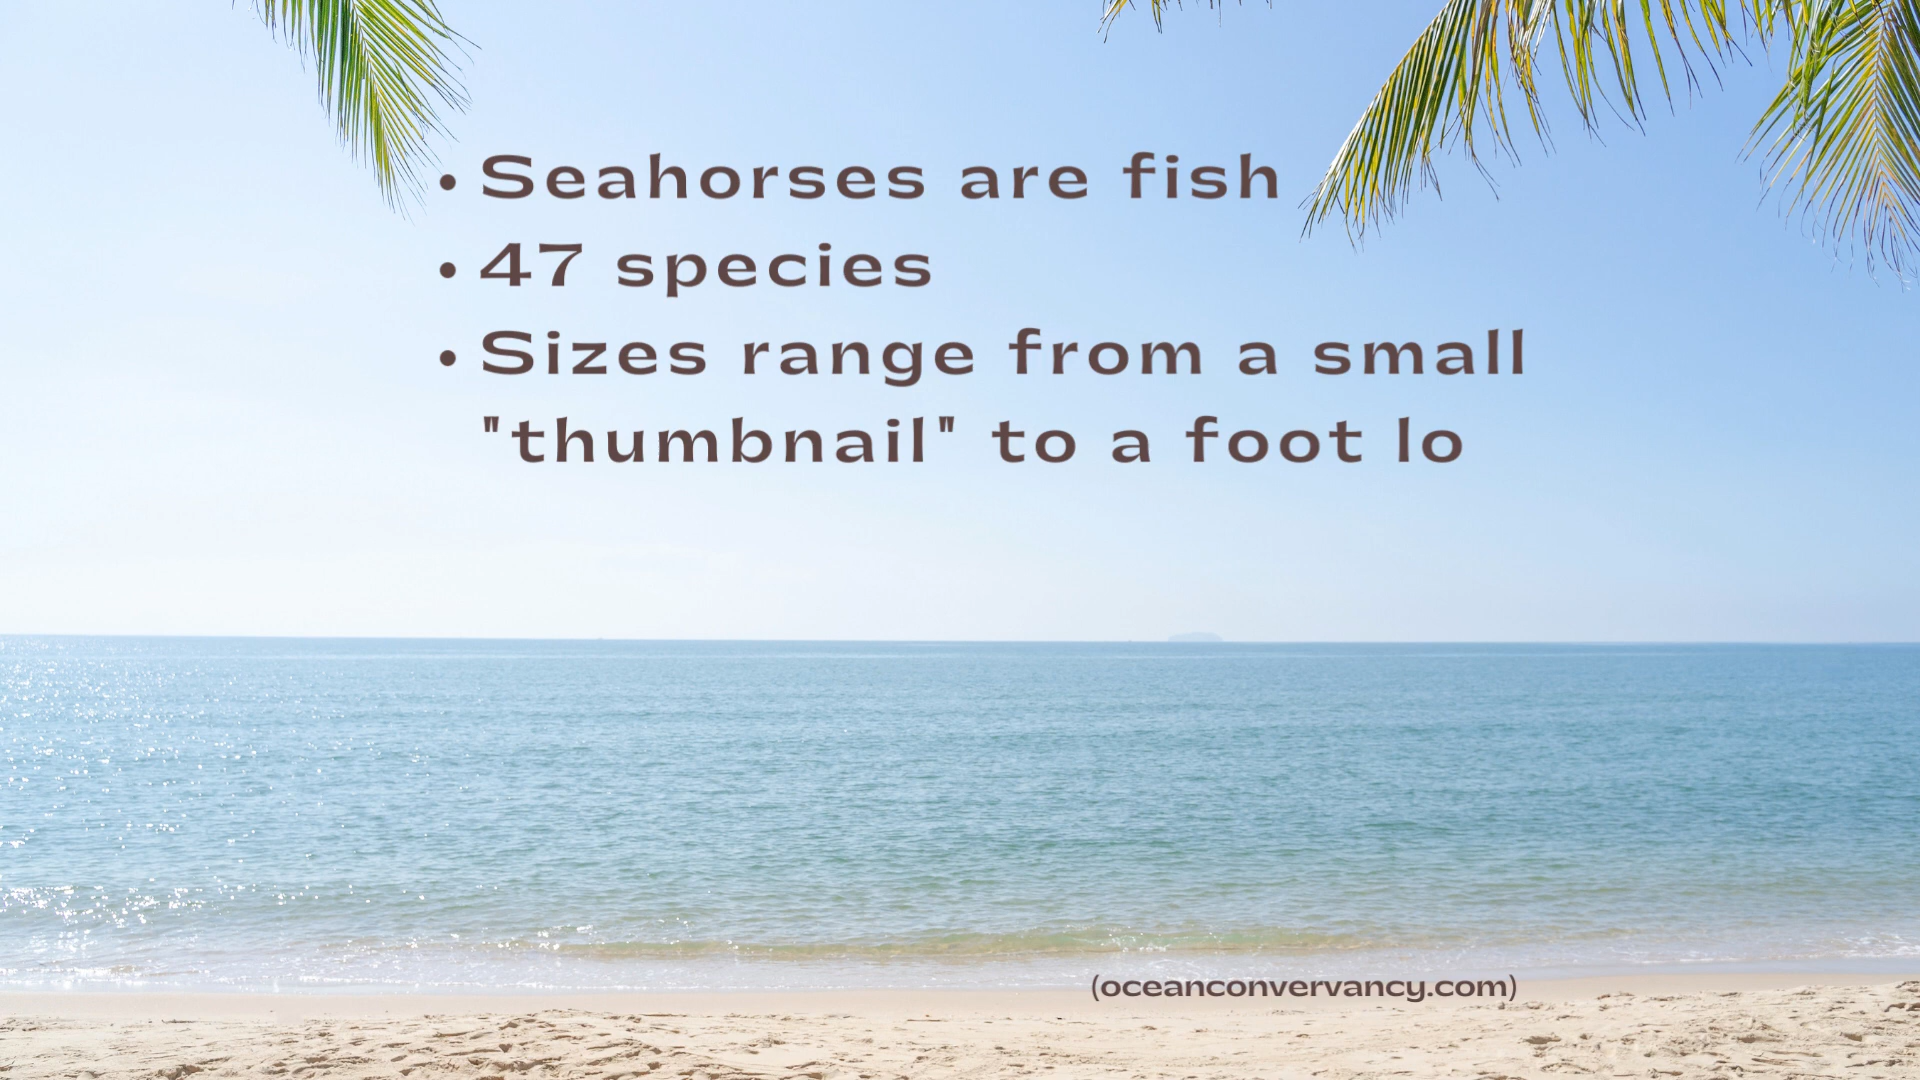 • Seahorses are fish
• 47 species
• Sizes range from a small
"thumbnail" to a foot lo
(oceanconvervancy.com)